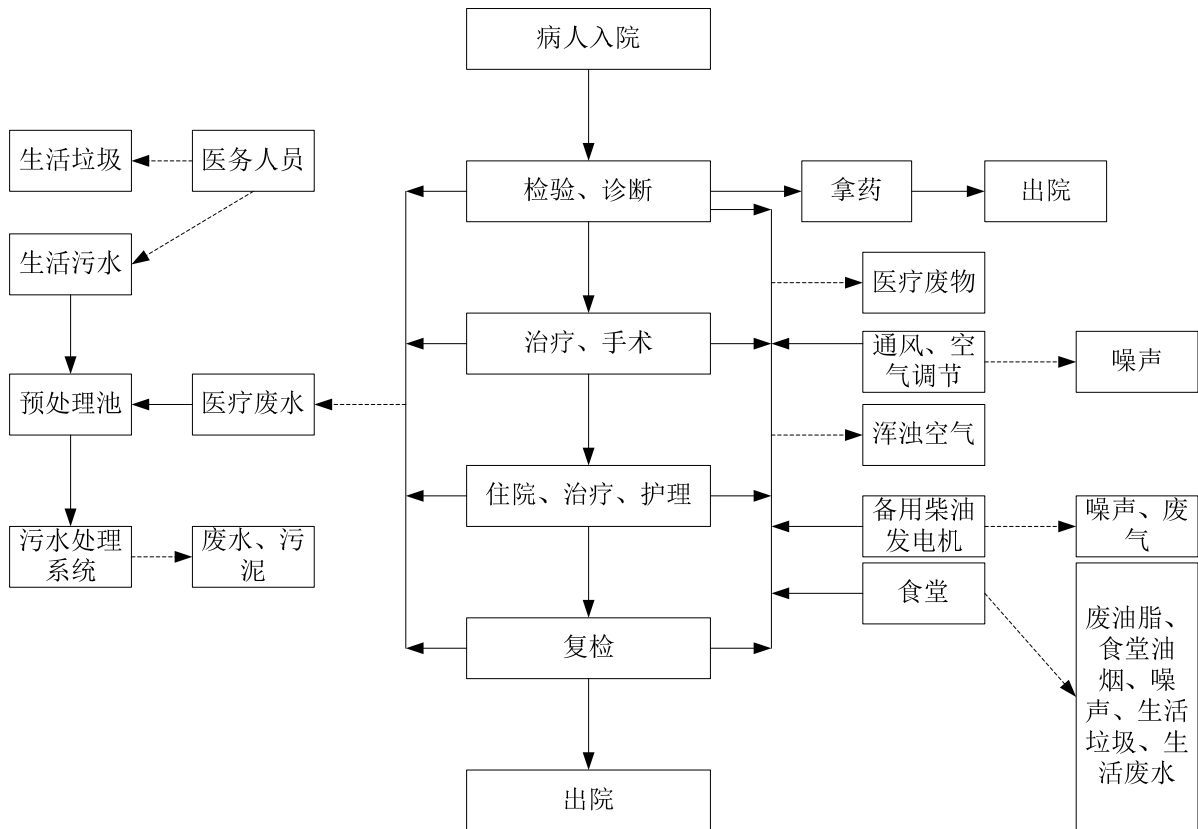 病人入院
生活垃圾
医务人员
检验、诊断
拿药
出院
生活污水
医疗废物
治疗、手术
通风、空
气调节
噪声
预处理池
医疗废水
浑浊空气
住院、治疗、护理
备用柴油
发电机
噪声、废
气
污水处理
系统
废水、污
泥
食堂
废油脂、
食堂油
烟、噪
声、生活
垃圾、生
活废水
复检
出院